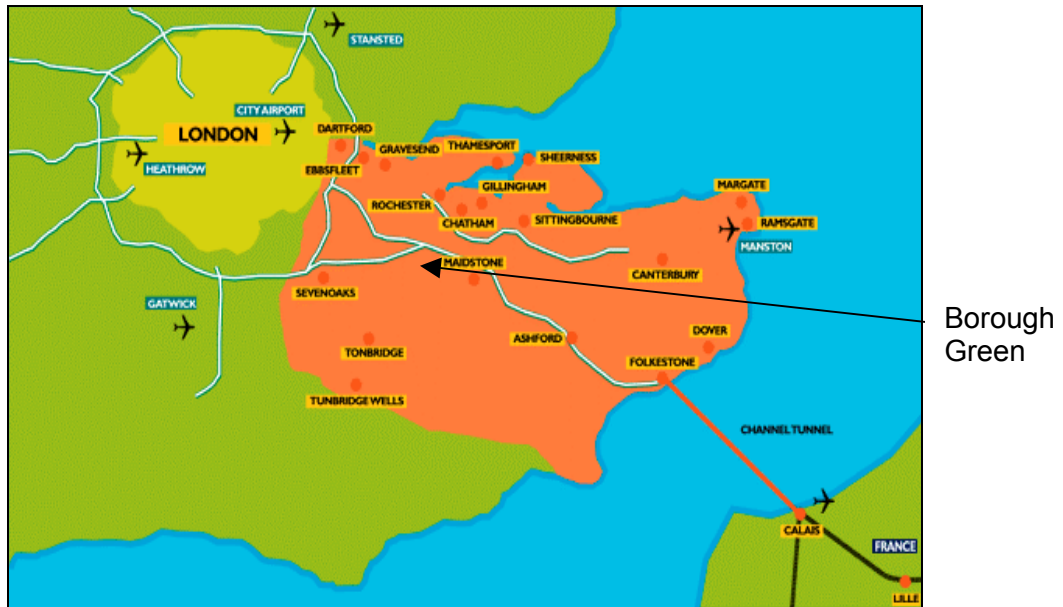 STANSTED
CITY AIRPORT
LONDON
HEATHROW
DARTFORD
EBBSFLEET
GRAVESEND
THAMESPORT
SHEERNESS
GILLINGHAM
ROCHESTER
CHATHAM
SITTINGBOURNE
MARGATE
RAMSGATE
MANSTON
CANTERBURY
MAIDSTONE
SEVENOAKS
GATWICK
TONBRIDGE
TUNBRIDGE WELLS
ASHFORD
DOVER
FOLKESTONE
Borough
Green
CHANNEL TUNNEL
CALAIS
FRANCE
LILLE